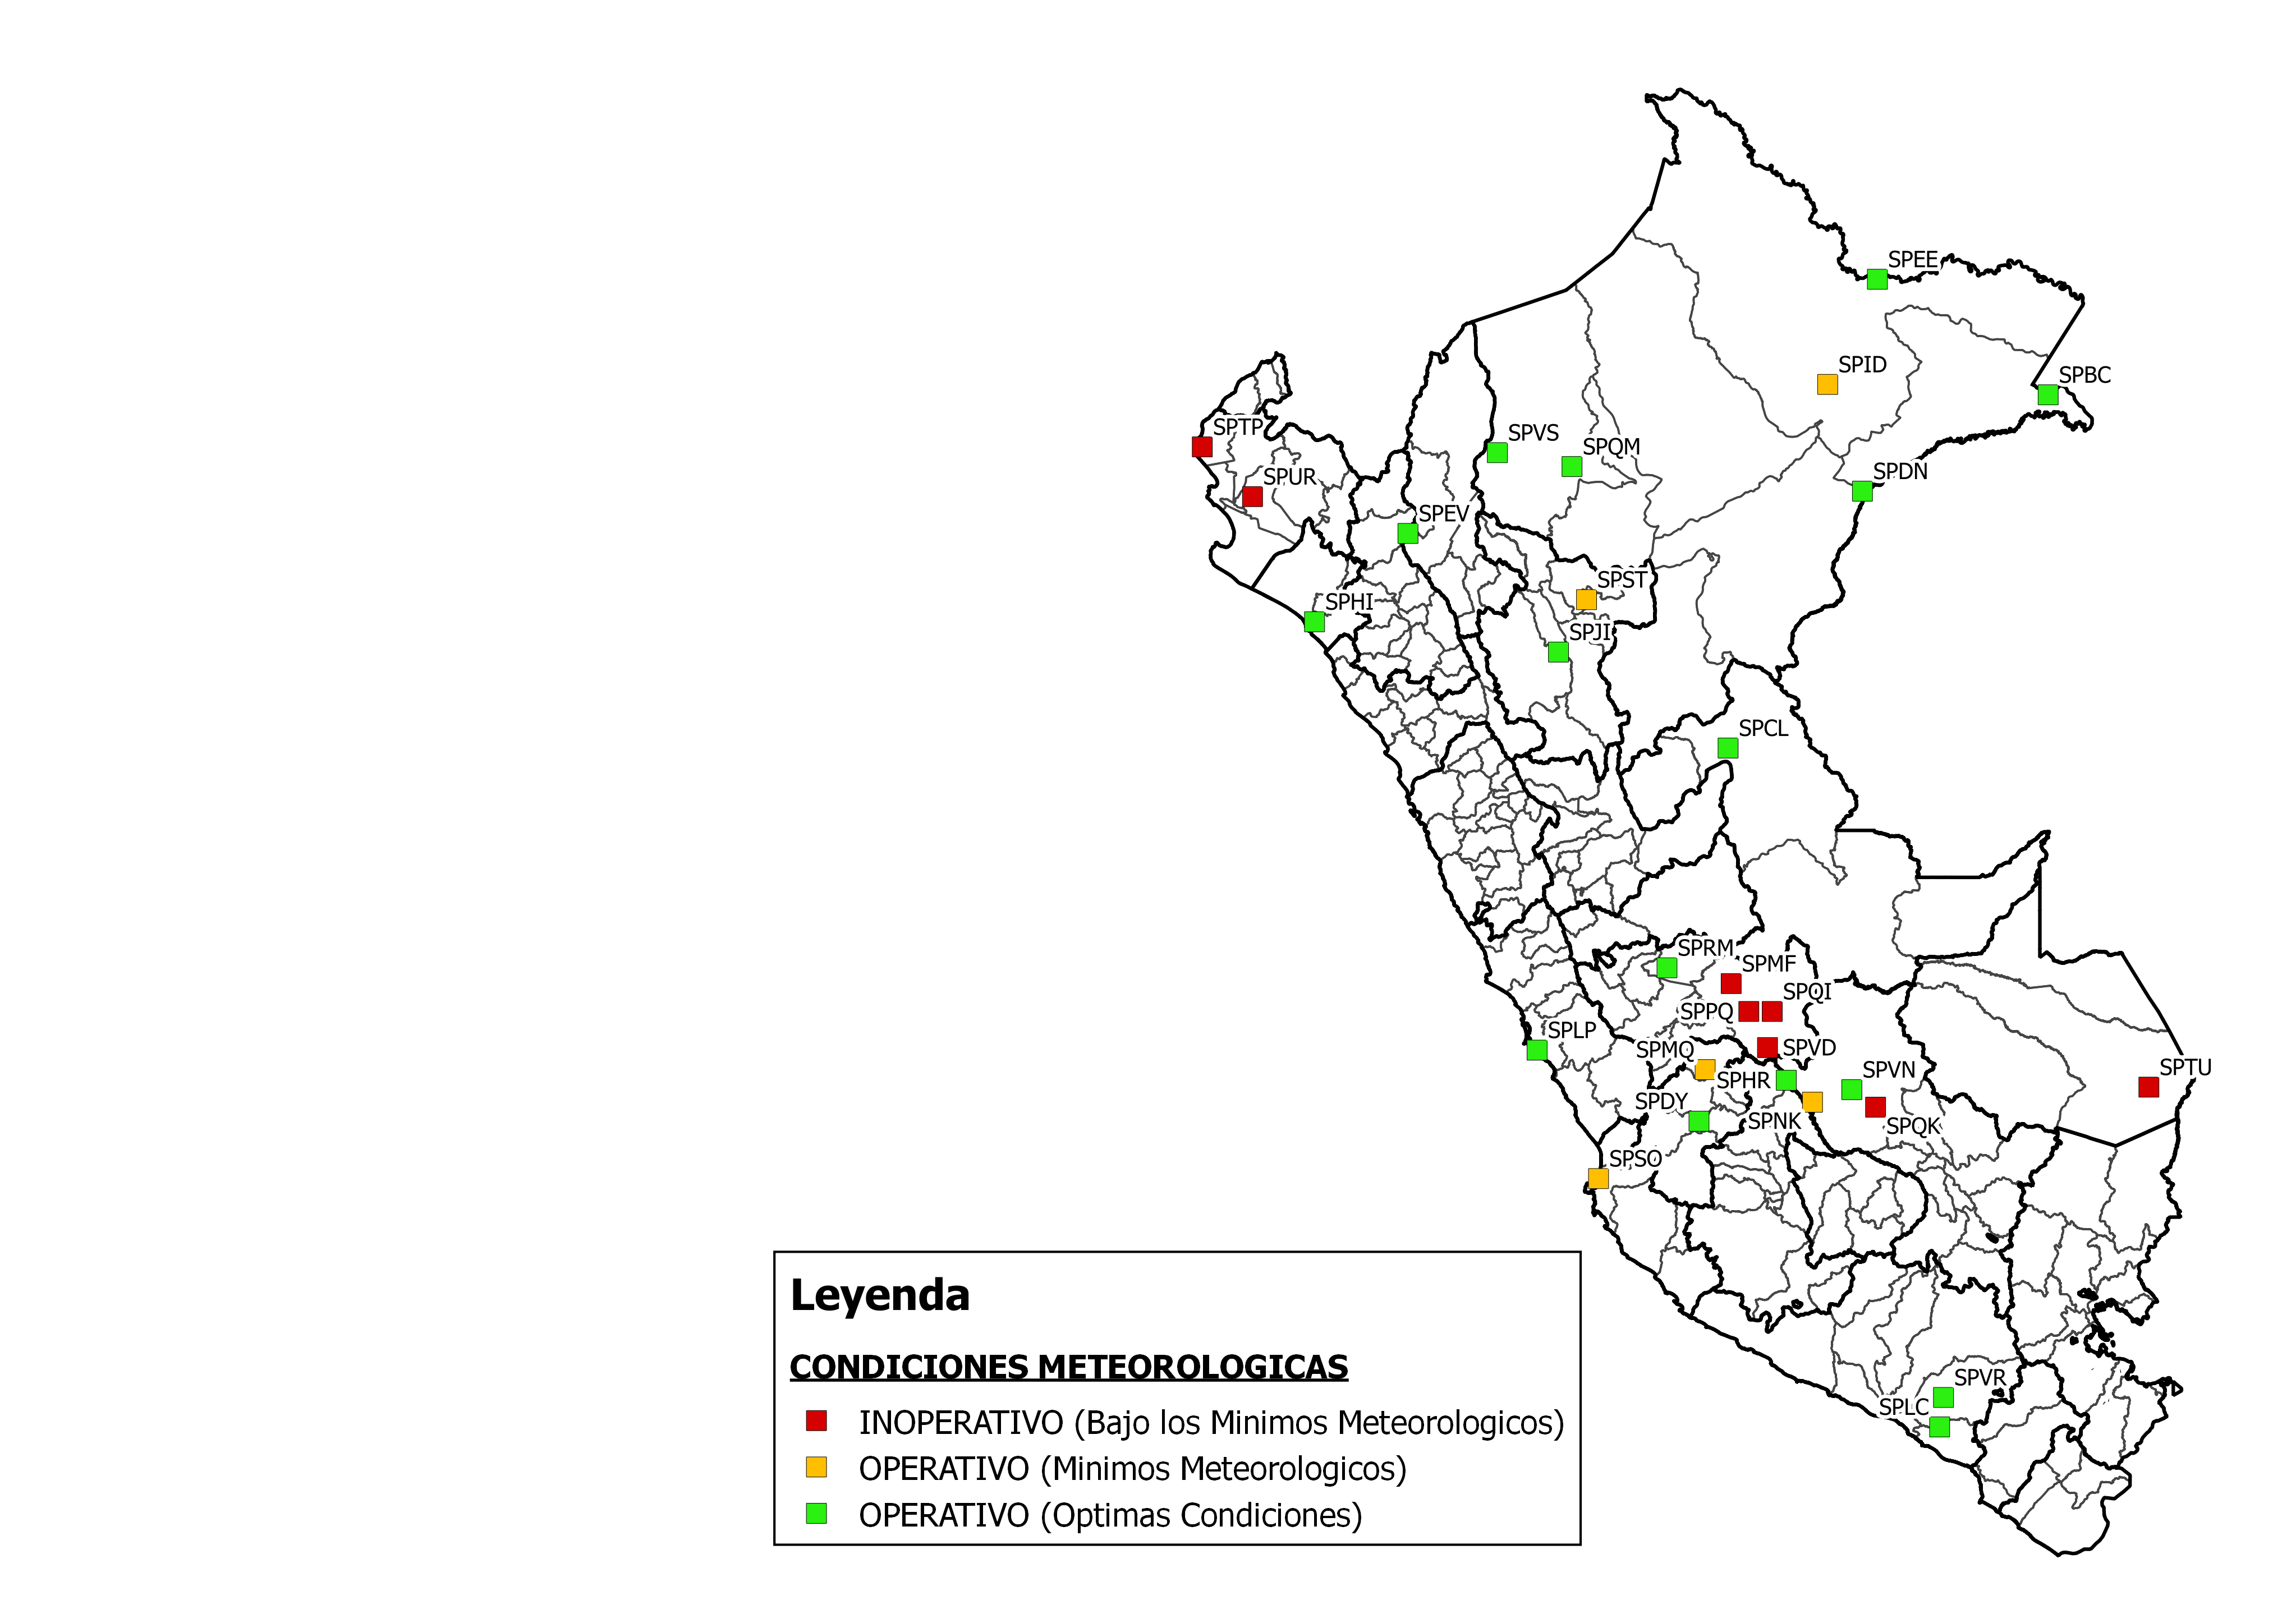 SPEE
SPID
SPBC
SPTP
SPVS
SPQM
SPUR
SPDN
SPEV
SPST
SPHI
SPJI
SPCL
SPRM
SPMF
SPQI
SPPQ
SPLP
SPMQ
SPVD
SPTU
SPHR
SPVN
SPDY
SPNK
SPQK
SPSO
SPVR
SPLC
Leyenda
CONDICIONES METEOROLOGICAS
INOPERATIVO (Bajo los Minimos Meteorologicos)
OPERATIVO (Minimos Meteorologicos)
OPERATIVO (Optimas Condiciones)